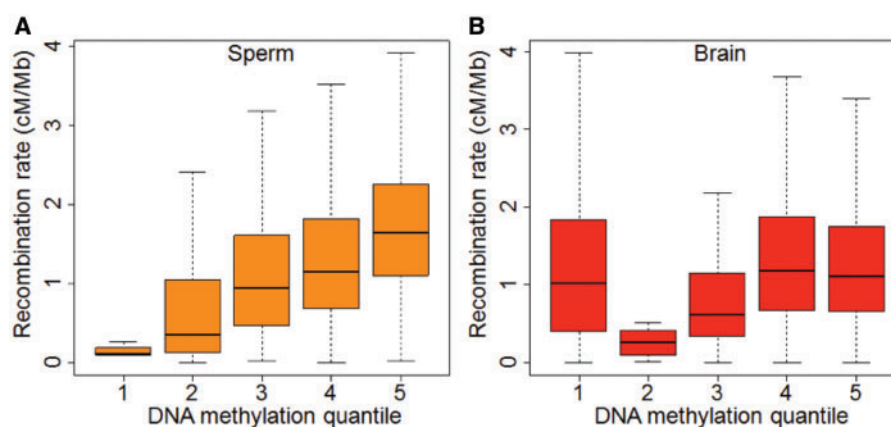 A
Sperm
Recombination rate (cM/Mb)
4
3
2
1
0
1 2 3 4 5
DNA methylation quantile
B
Brain
Recombination rate (cM/Mb)
4
3
2
1
0
1 2 3 4 5
DNA methylation quantile